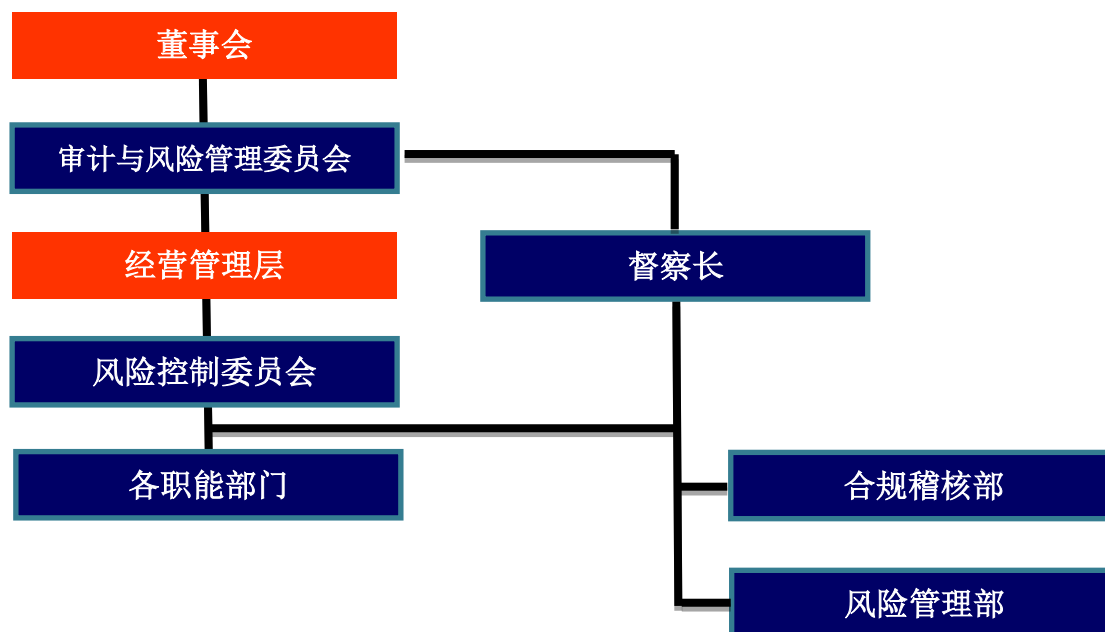 董事会
审计与风险管理委员会
经营管理层
督察长
风险控制委员会
各职能部门
合规稽核部
风险管理部